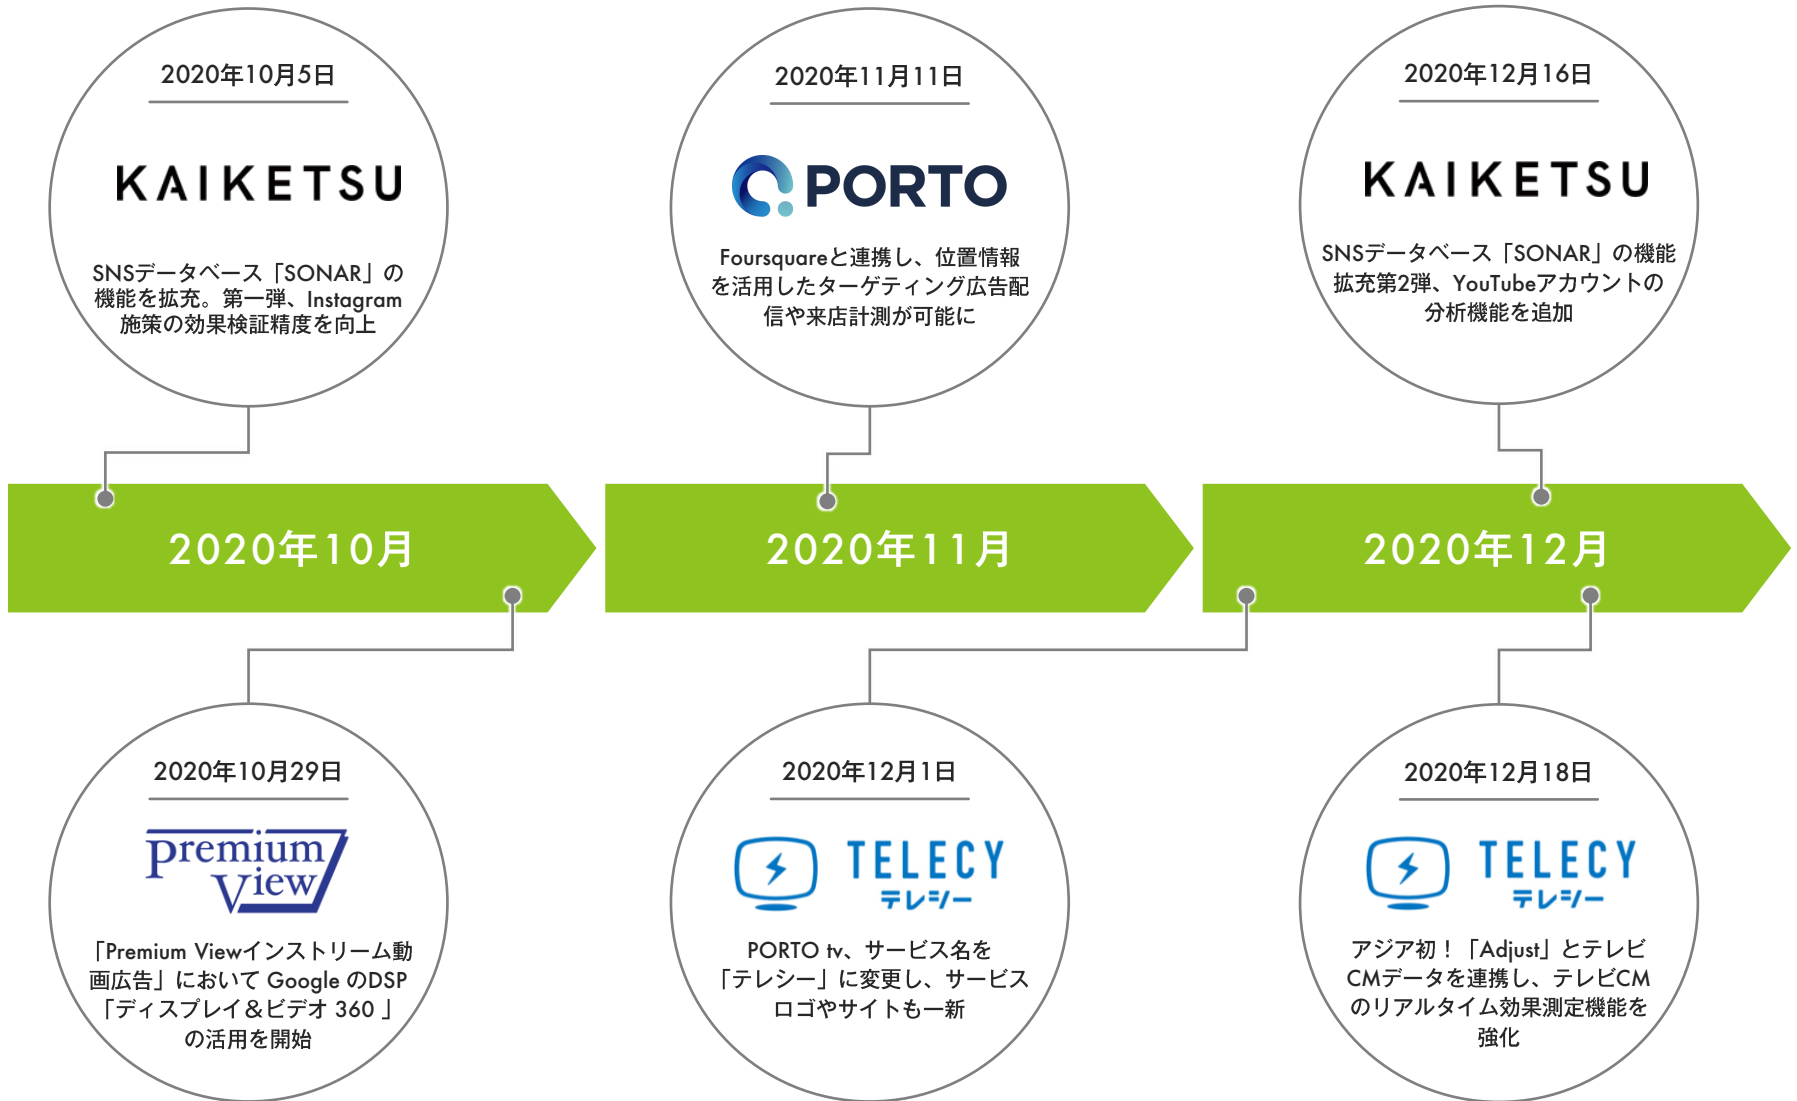 2020年10月5日
KAIKETSU
SNSデータベース「SONAR」の
機能を拡充。第一弾、Instagram
施策の効果検証精度を向上
2020年11月11日
PORTO
Foursquareと連携し、位置情報
を活用したターゲティング広告配
信や来店計測が可能に
2020年12月16日
KAIKETSU
SNSデータベース「SONAR」の機能
拡充第2弾、YouTubeアカウントの
分析機能を追加
2020年10月
2020年11月
2020年12月
2020年10月29日
Premium
View
「Premium Viewインストリーム動
画広告」において Google のDSP
「ディスプレイ＆ビデオ 360 」
の活用を開始
2020年12月1日
TELECY
テレシー
PORTO tv、サービス名を
「テレシー」に変更し、サービス
ロゴやサイトも一新
2020年12月18日
TELECY
テレシー
アジア初！「Adjust」とテレビ
CMデータを連携し、テレビCM
のリアルタイム効果測定機能を
強化